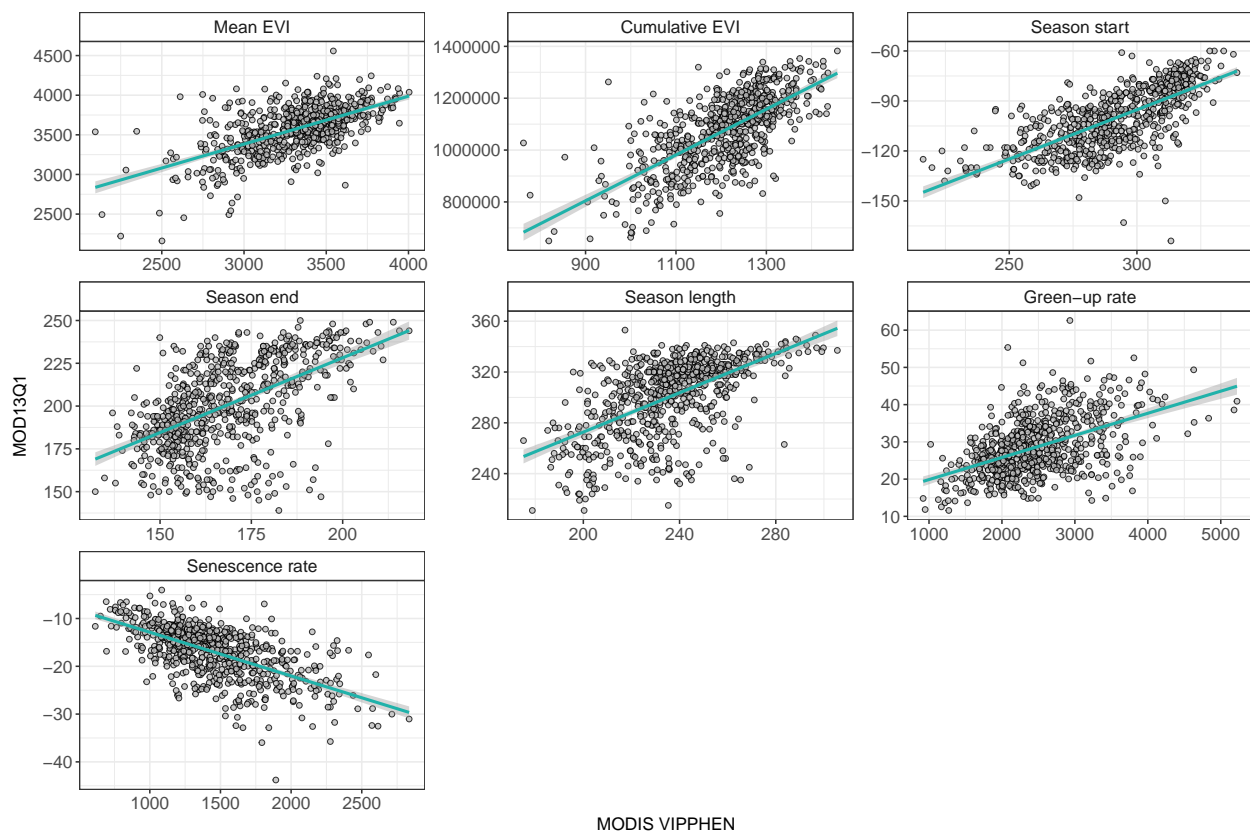 Mean EVI
Cumulative EVI
Season start
4500
4000
3500
3000
2500
2500 3000 3500 4000
1400000
1200000
1000000
800000
900 1100 1300
−60
−90
−120
−150
250 300
Season end
Season length
Green−up rate
250
225
200
175
150
150 175 200
360
320
280
240
200 240 280
60
50
40
30
20
10
1000 2000 3000 4000 5000
Senescence rate
−10
−20
−30
−40
1000 1500 2000 2500
MOD13Q1
MODIS VIPPHEN